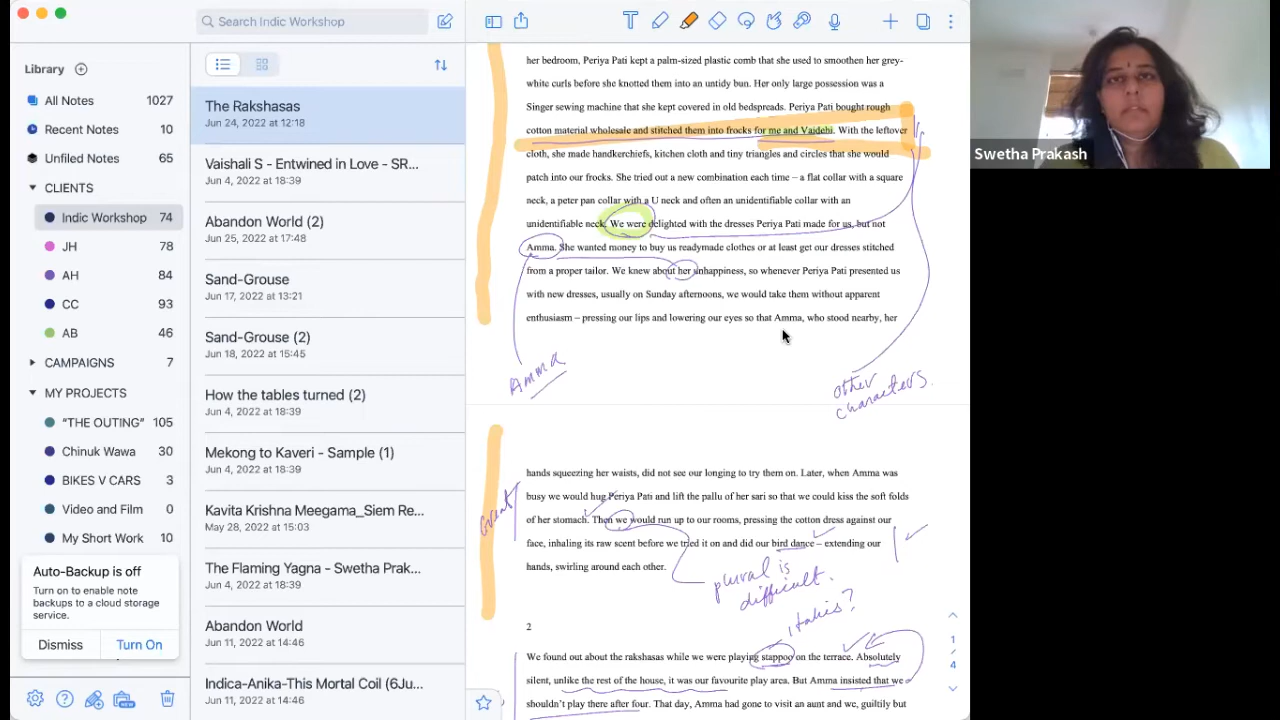 Search Indic Workshop
Library
All Notes 1027
Recent Notes 10
Unfiled Notes 65
CLIENTS
Indic Workshop 74
JH 78
AH 84
CC 93
AB 46
CAMPAIGNS 7
MY PROJECTS
“THE OUTING” 105
Chinuk Wawa 30
BIKES V CARS 3
Video and Film 0
My Short Work 10
Auto-Backup is off
Turn on to enable note
backups to a cloud storage
service.
Dismiss Turn On
The Rakshasas
Jun 24, 2022 at 12:18
Vaishali S - Entwined in Love - SR...
Jun 4, 2022 at 18:39
Abandon World (2)
Jun 25, 2022 at 17:48
Sand-Grouse
Jun 17, 2022 at 13:21
Sand-Grouse (2)
Jun 18, 2022 at 15:45
How the tables turned (2)
Jun 4, 2022 at 18:39
Mekong to Kaveri - Sample (1)
Jun 4, 2022 at 18:39
Kavita Krishna Meegama_Siem Re...
May 28, 2022 at 15:03
The Flaming Yagna - Swetha Prak...
Jun 4, 2022 at 18:39
Abandon World
Jun 11, 2022 at 14:46
Indica-Anika-This Mortal Coil (6Ju...
Jun 11, 2022 at 14:46
her bedroom, Periya Pati kept a palm-sized plastic comb that she used to smoothen her grey-
white curls before she knotted them into an untidy bun. Her only large possession was a
Singer sewing machine that she kept covered in old bedspreads. Periya Pati bought rough
cotton material wholesale and stitched them into frocks for me and Vaidehi. With the leftover
cloth, she made handkerchiefs, kitchen cloth and tiny triangles and circles that she would
patch into our frocks. She tried out a new combination each time – a flat collar with a square
neck, a peter pan collar with a U neck and often an unidentifiable collar with an
unidentifiable neck. We were delighted with the dresses Periya Pati made for us, but not
Amma. She wanted money to buy us readymade clothes or at least get our dresses stitched
from a proper tailor. We knew about her unhappiness, so whenever Periya Pati presented us
with new dresses, usually on Sunday afternoons, we would take them without apparent
enthusiasm – pressing our lips and lowering our eyes so that Amma, who stood nearby, her
Amma
other
characters.
hands squeezing her waists, did not see our longing to try them on. Later, when Amma was
busy we would hug Periya Pati and lift the pallu of her sari so that we could kiss the soft folds
of her stomach. Then we would run up to our rooms, pressing the cotton dress against our
face, inhaling its raw scent before we tried it on and did our bird dance – extending our
hands, swirling around each other.
Great
plural is
difficult.
italics?
2
We found out about the rakshasas while we were playing stappoo on the terrace. Absolutely
silent, unlike the rest of the house, it was our favourite play area. But Amma insisted that we
shouldn't play there after four. That day, Amma had gone to visit an aunt and we, guiltily but
1
/
4
Swetha Prakash